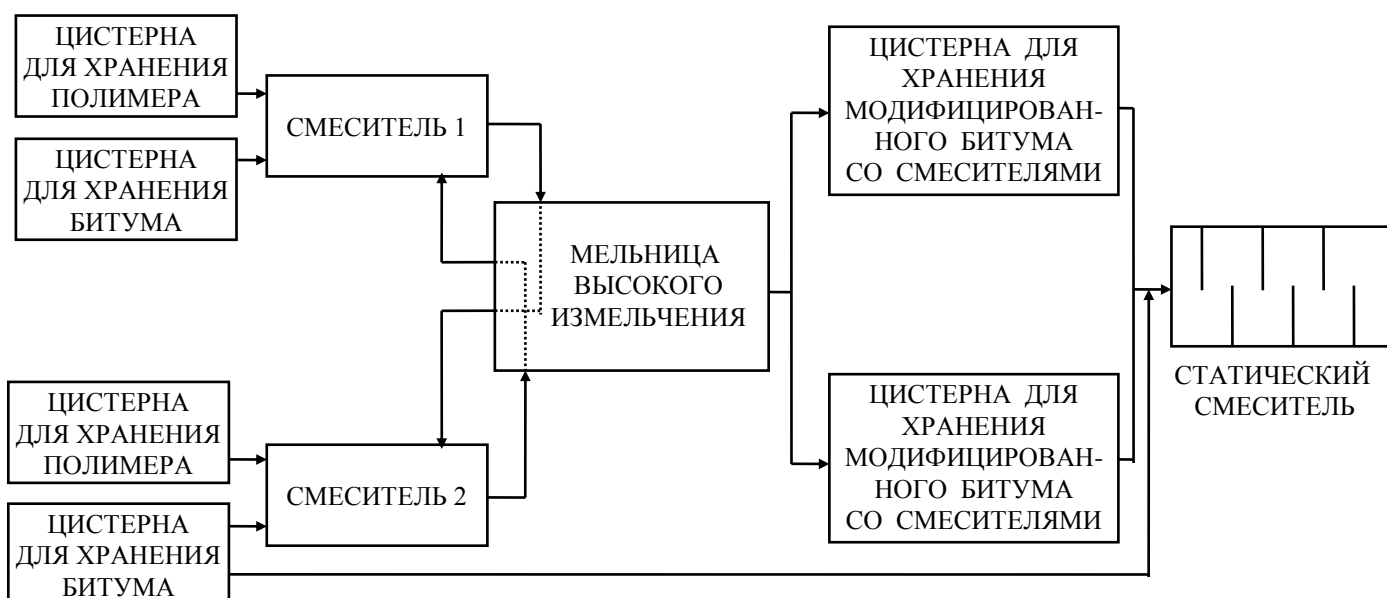 ЦИСТЕРНА
ДЛЯ ХРАНЕНИЯ
ПОЛИМЕРА
ЦИСТЕРНА
ДЛЯ ХРАНЕНИЯ
БИТУМА
СМЕСИТЕЛЬ 1
МЕЛЬНИЦА
ВЫСОКОГО
ИЗМЕЛЬЧЕНИЯ
ЦИСТЕРНА ДЛЯ
ХРАНЕНИЯ
МОДИФИЦИРОВАН-
НОГО БИТУМА
СО СМЕСИТЕЛЯМИ
СТАТИЧЕСКИЙ
СМЕСИТЕЛЬ
ЦИСТЕРНА
ДЛЯ ХРАНЕНИЯ
ПОЛИМЕРА
ЦИСТЕРНА
ДЛЯ ХРАНЕНИЯ
БИТУМА
СМЕСИТЕЛЬ 2
ЦИСТЕРНА ДЛЯ
ХРАНЕНИЯ
МОДИФИЦИРОВАН-
НОГО БИТУМА
СО СМЕСИТЕЛЯМИ